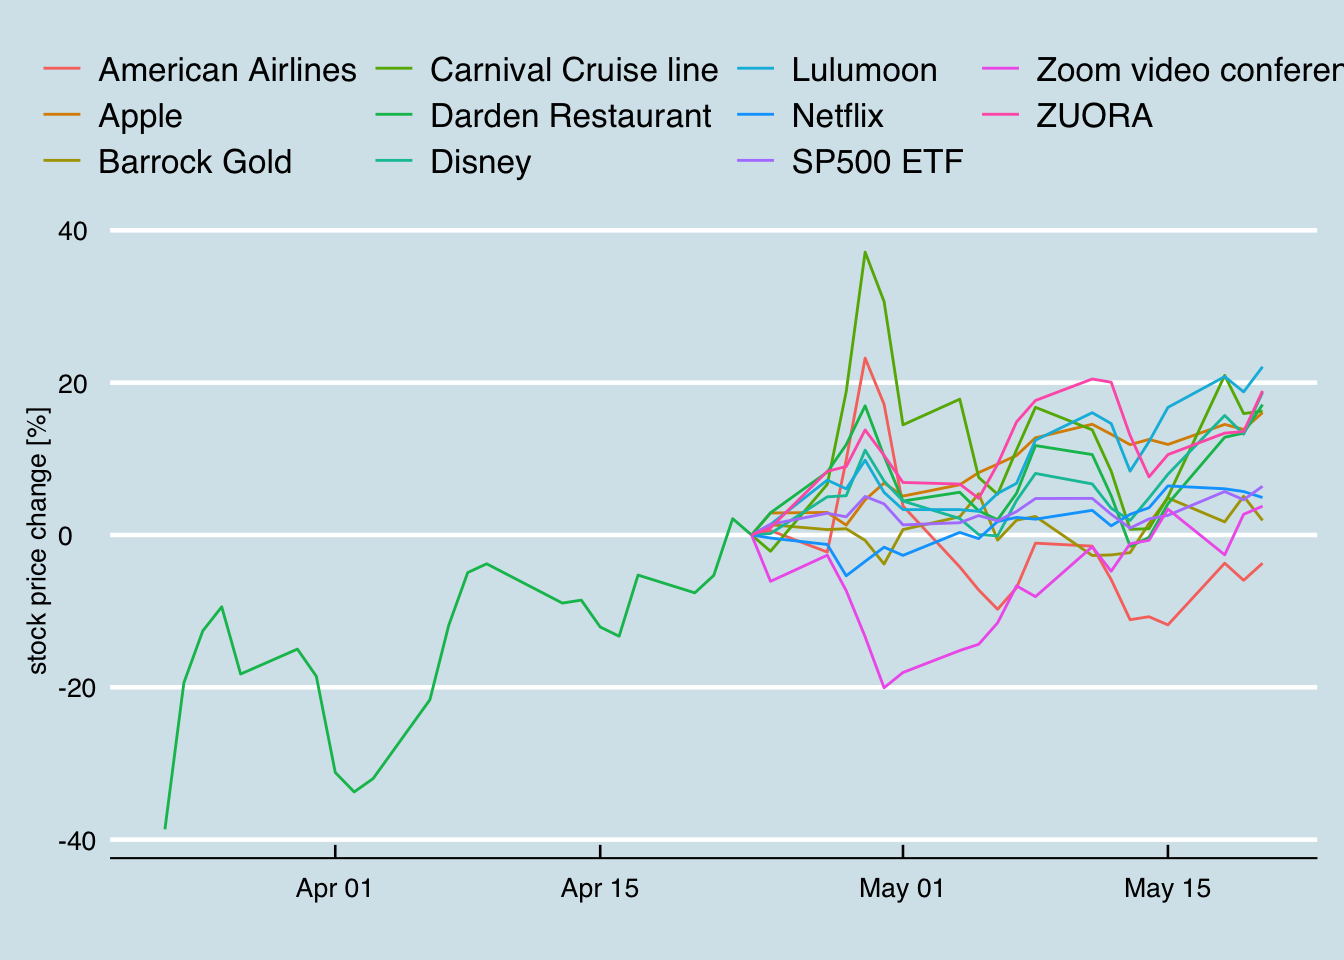 American Airlines Carnival Cruise line Lulumoon Zoom video conferen
Apple Darden Restaurant Netflix ZUORA
Barrock Gold Disney SP500 ETF
40
20
0
-20
-40
stock price change [%]
Apr 01 Apr 15 May 01 May 15